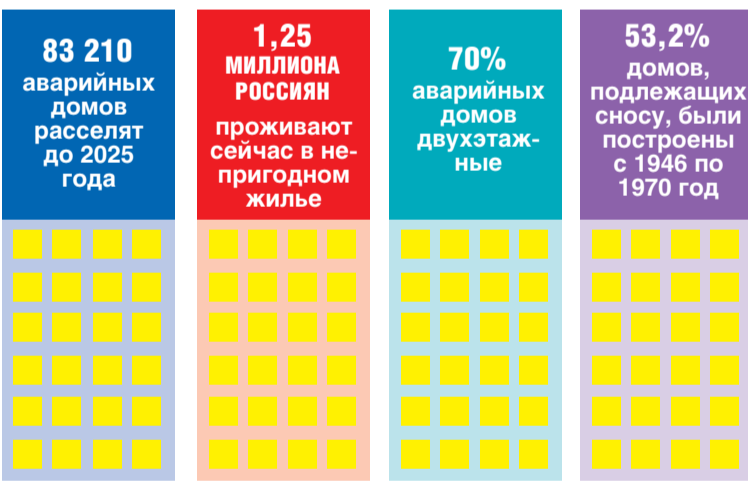 83 210
аварийных
домов
расселят
до 2025
года
1,25
МИЛЛИОНА
РОССИЯН
проживают
сейчас в не-
пригодном
жилье
70%
аварийных
домов
двухэтаж-
ные
53,2%
домов,
подлежащих
сносу, были
построены
с 1946 по
1970 год